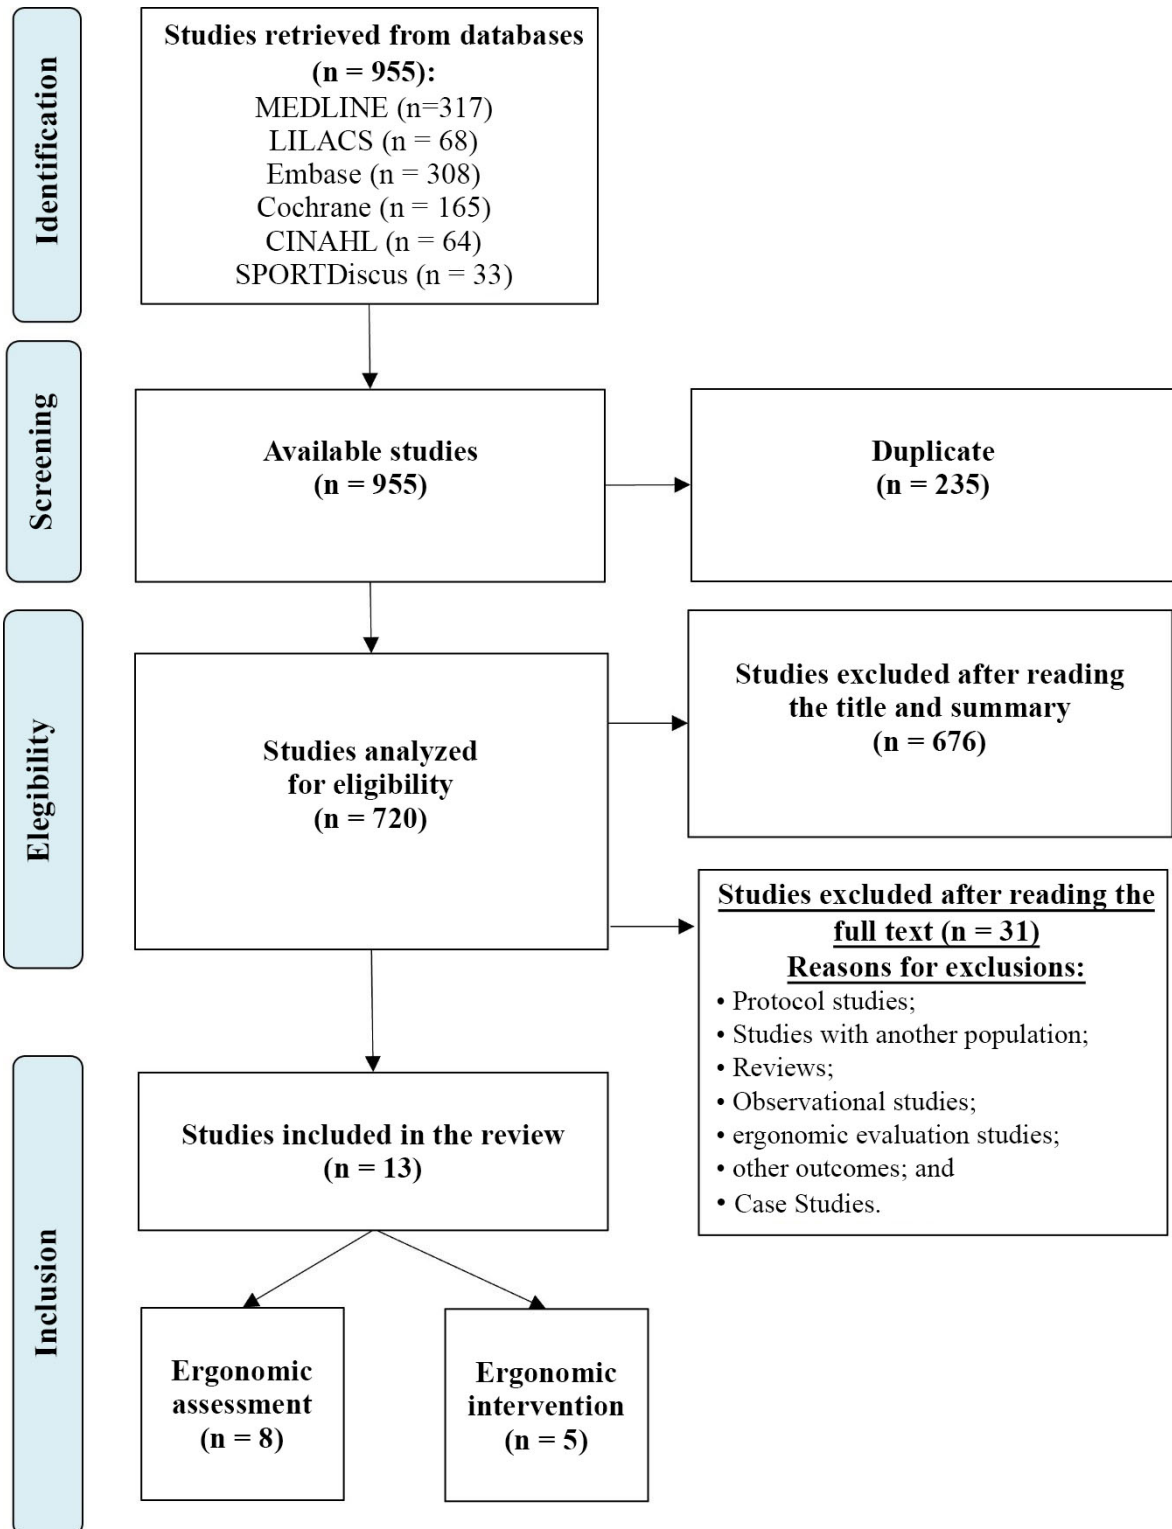 Identification
Studies retrieved from databases
(n = 955):
MEDLINE (n=317)
LILACS (n = 68)
Embase (n = 308)
Cochrane (n = 165)
CINAHL (n = 64)
SPORTDiscus (n = 33)
Screening
Available studies
(n = 955)
Duplicate
(n = 235)
Elegibility
Studies analyzed
for eligibility
(n = 720)
Studies excluded after reading
the title and summary
(n = 676)
Studies excluded after reading the
full text (n = 31)
Reasons for exclusions:
• Protocol studies;
• Studies with another population;
• Reviews;
• Observational studies;
• ergonomic evaluation studies;
• other outcomes; and
• Case Studies.
Inclusion
Studies included in the review
(n = 13)
Ergonomic
assessment
(n = 8)
Ergonomic
intervention
(n = 5)